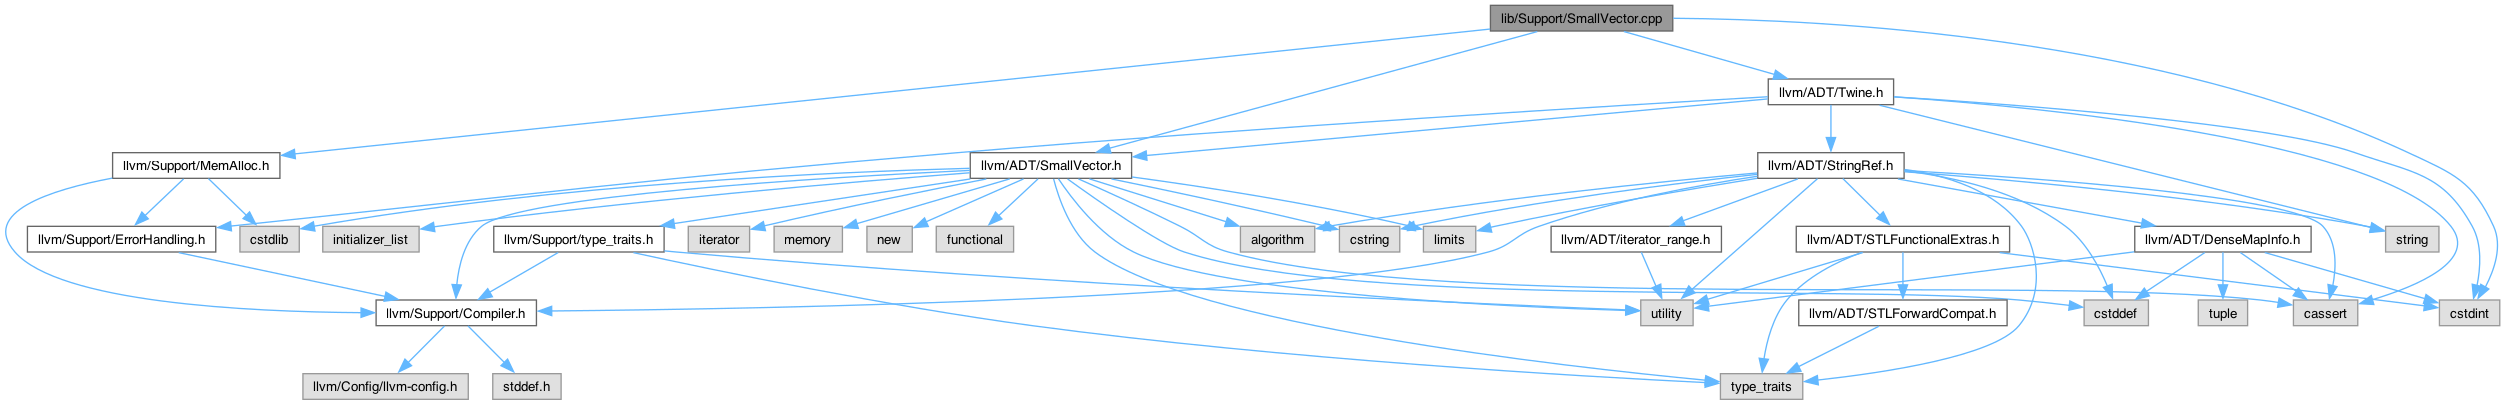 lib/Support/SmallVector.cpp
llvm/ADT/Twine.h
llvm/Support/MemAlloc.h
llvm/ADT/SmallVector.h
llvm/ADT/StringRef.h
llvm/Support/ErrorHandling.h
cstdlib
initializer_list
llvm/Support/type_traits.h
iterator
memory
new
functional
algorithm
cstring
limits
llvm/ADT/iterator_range.h
llvm/ADT/STLFunctionalExtras.h
llvm/ADT/DenseMapInfo.h
string
llvm/Support/Compiler.h
utility
llvm/ADT/STLForwardCompat.h
cstddef
tuple
cassert
cstdint
llvm/Config/llvm-config.h
stddef.h
type_traits